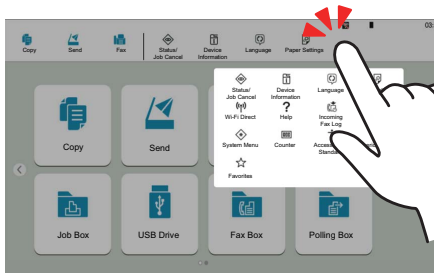 03:
Copy Send Fax Status/ Job Cancel Device Information Language Paper Settings
Status/ Job Cancel Device Information Language
Wi-Fi Direct Help Incoming Fax Log
System Menu Counter
Favorites
Copy Send
Job Box USB Drive Fax Box Polling Box